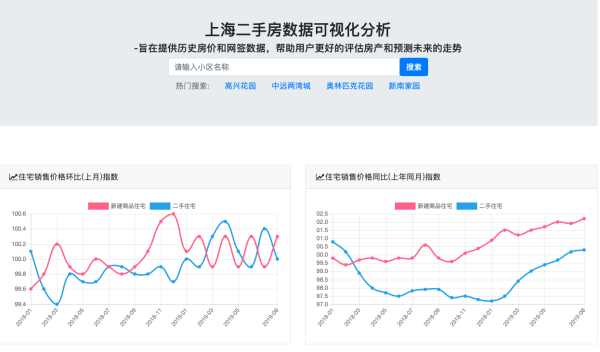 上海二手房数据可视化分析
-旨在提供历史房价和网签数据，帮助用户更好的评估房产和预测未来的走势
请输入小区名称 搜索
热门搜索: 高兴花园 中远两湾城 奥林匹克花园 新南家园
住宅销售价格环比(上月)指数
新建商品住宅 二手住宅
100.6
100.4
100.2
100.0
99.8
99.6
99.4
2018-01 2018-03 2018-05 2018-07 2018-09 2018-11 2019-01 2019-03 2019-05 2019-08
住宅销售价格同比(上年同月)指数
新建商品住宅 二手住宅
02.5
02.0
01.5
01.0
00.5
00.0
99.5
99.0
98.5
98.0
97.5
97.0
2018-01 2018-03 2018-05 2018-07 2018-09 2018-11 2019-01 2019-03 2019-05 2019-08